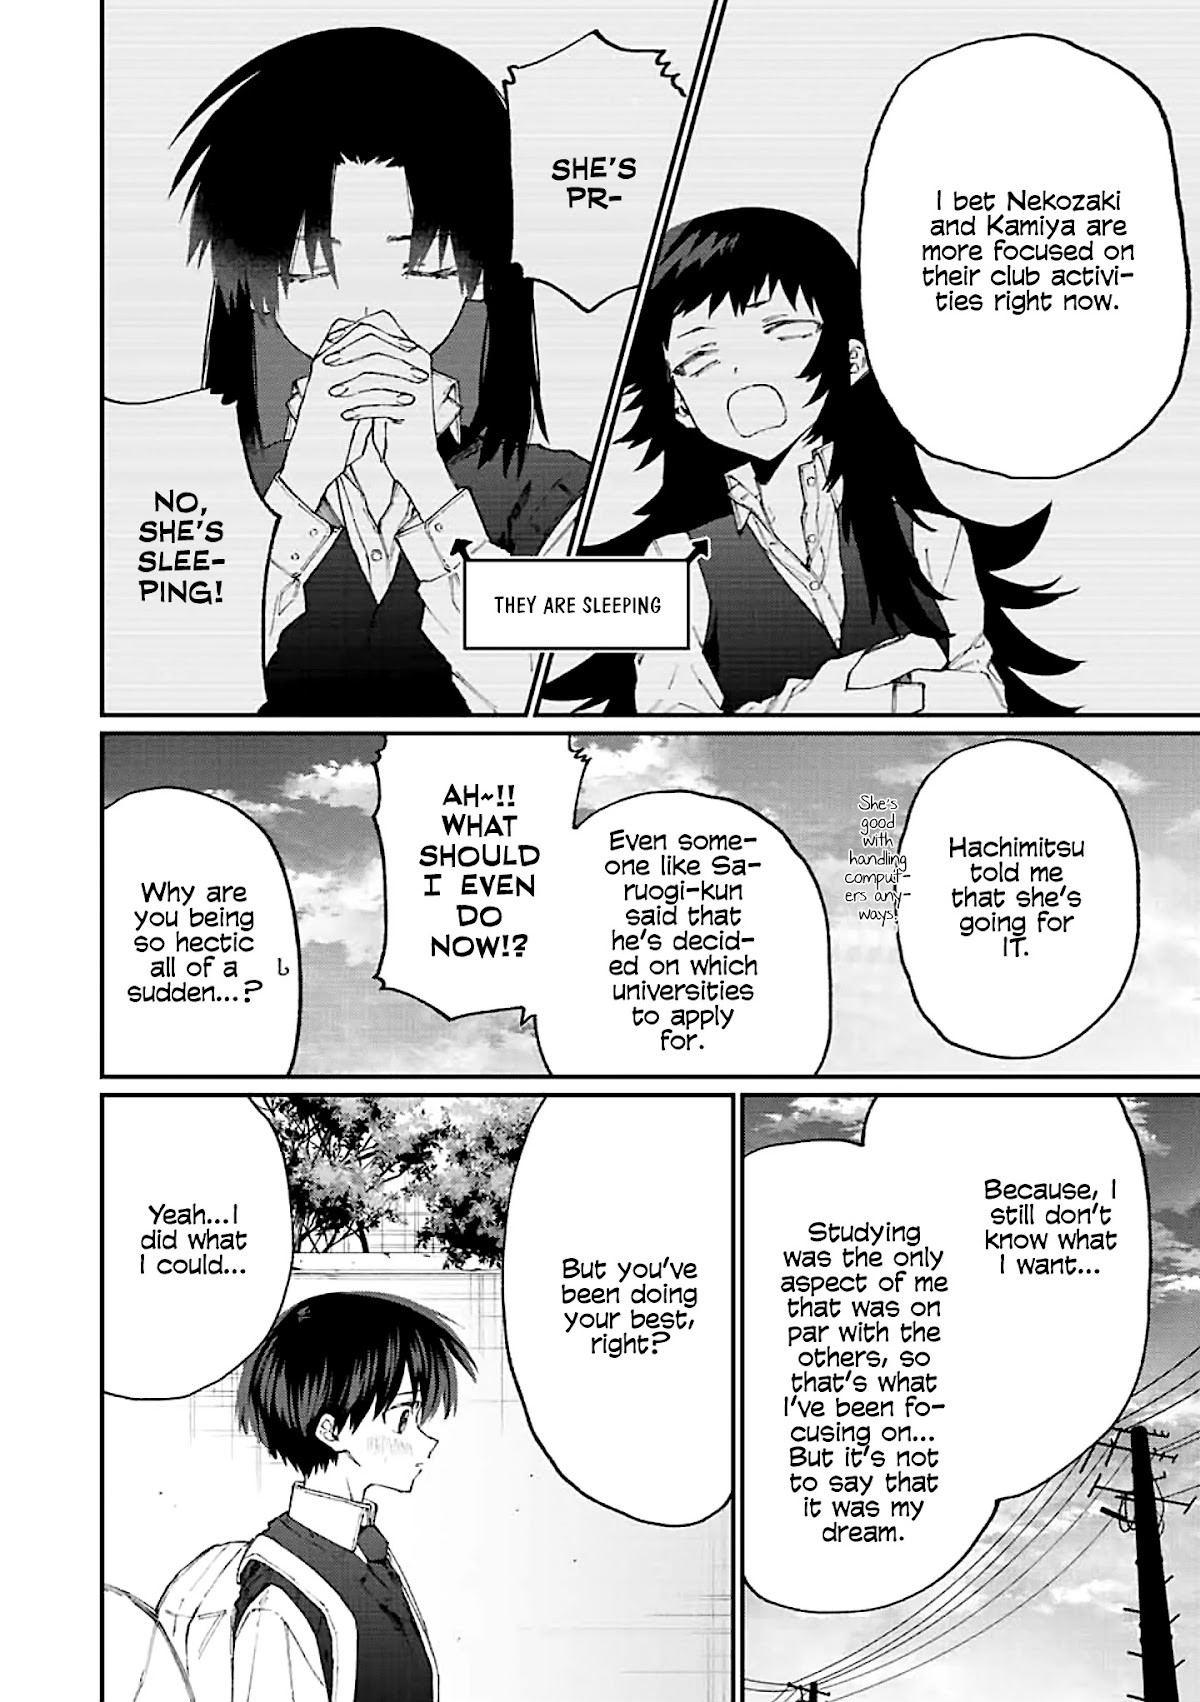 I bet Nekozaki
and Kamiya are
more focused on
their club activi-
ties right now.
SHE'S
PR-
NO,
SHE'S
SLEE-
PING!
THEY ARE SLEEPING
Hachimitsu
told me
that she's
going for
IT.
She's
good
with
handling
comput-
ers any-
ways!
Even some-
one like Sa-
ruogi-kun
said that
he's decid-
ed on which
universities
to apply
for.
AH~!!
WHAT
SHOULD
I EVEN
DO
NOW!?
Why are
you being
so hectic
all of a
sudden...?
Because, I
still don't
know what
I want...
Studying
was the only
aspect of me
that was on
par with the
others, so
that's what
I've been fo-
cusing on...
But it's not
to say that
it was my
dream.
But you've
been doing
your best,
right?
Yeah...I
did what
I could...